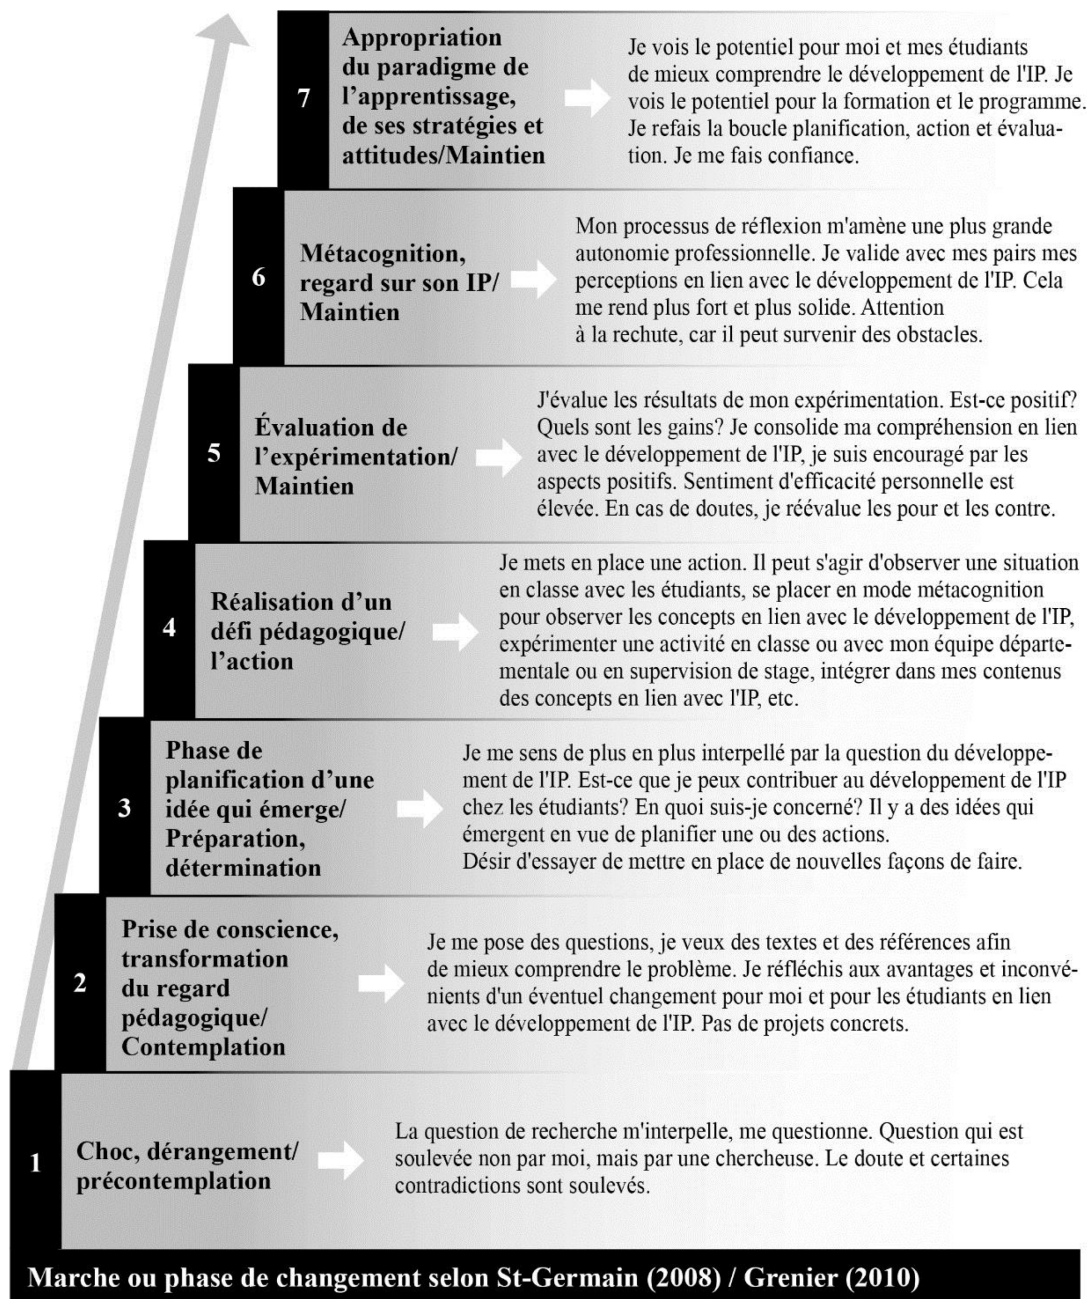 7
Appropriation
du paradigme de
l’apprentissage,
de ses stratégies et
attitudes/Maintien
Je vois le potentiel pour moi et mes étudiants
de mieux comprendre le développement de l'IP. Je
vois le potentiel pour la formation et le programme.
Je refais la boucle planification, action et évalua-
tion. Je me fais confiance.
6
Métacognition,
regard sur son IP/
Maintien
Mon processus de réflexion m'amène une plus grande
autonomie professionnelle. Je valide avec mes pairs mes
perceptions en lien avec le développement de l'IP. Cela
me rend plus fort et plus solide. Attention
à la rechute, car il peut survenir des obstacles.
5
Évaluation de
l’expérimentation/
Maintien
J'évalue les résultats de mon expérimentation. Est-ce positif?
Quels sont les gains? Je consolide ma compréhension en lien
avec le développement de l'IP, je suis encouragé par les
aspects positifs. Sentiment d'efficacité personnelle est
élevée. En cas de doutes, je réévalue les pour et les contre.
4
Réalisation d’un
défi pédagogique/
l’action
Je mets en place une action. Il peut s'agir d'observer une situation
en classe avec les étudiants, se placer en mode métacognition
pour observer les concepts en lien avec le développement de l'IP,
expérimenter une activité en classe ou avec mon équipe départe-
mentale ou en supervision de stage, intégrer dans mes contenus
des concepts en lien avec l'IP, etc.
3
Phase de
planification d’une
idée qui émerge/
Préparation,
détermination
Je me sens de plus en plus interpellé par la question du développe-
ment de l'IP. Est-ce que je peux contribuer au développement de l'IP
chez les étudiants? En quoi suis-je concerné? Il y a des idées qui
émergent en vue de planifier une ou des actions.
Désir d'essayer de mettre en place de nouvelles façons de faire.
2
Prise de conscience,
transformation
du regard
pédagogique/
Contemplation
Je me pose des questions, je veux des textes et des références afin
de mieux comprendre le problème. Je réfléchis aux avantages et inconvé-
nients d'un éventuel changement pour moi et pour les étudiants en lien
avec le développement de l'IP. Pas de projets concrets.
1
Choc, dérangement/
précontemplation
La question de recherche m'interpelle, me questionne. Question qui est
soulevée non par moi, mais par une chercheuse. Le doute et certaines
contradictions sont soulevés.
Marche ou phase de changement selon St-Germain (2008) / Grenier (2010)